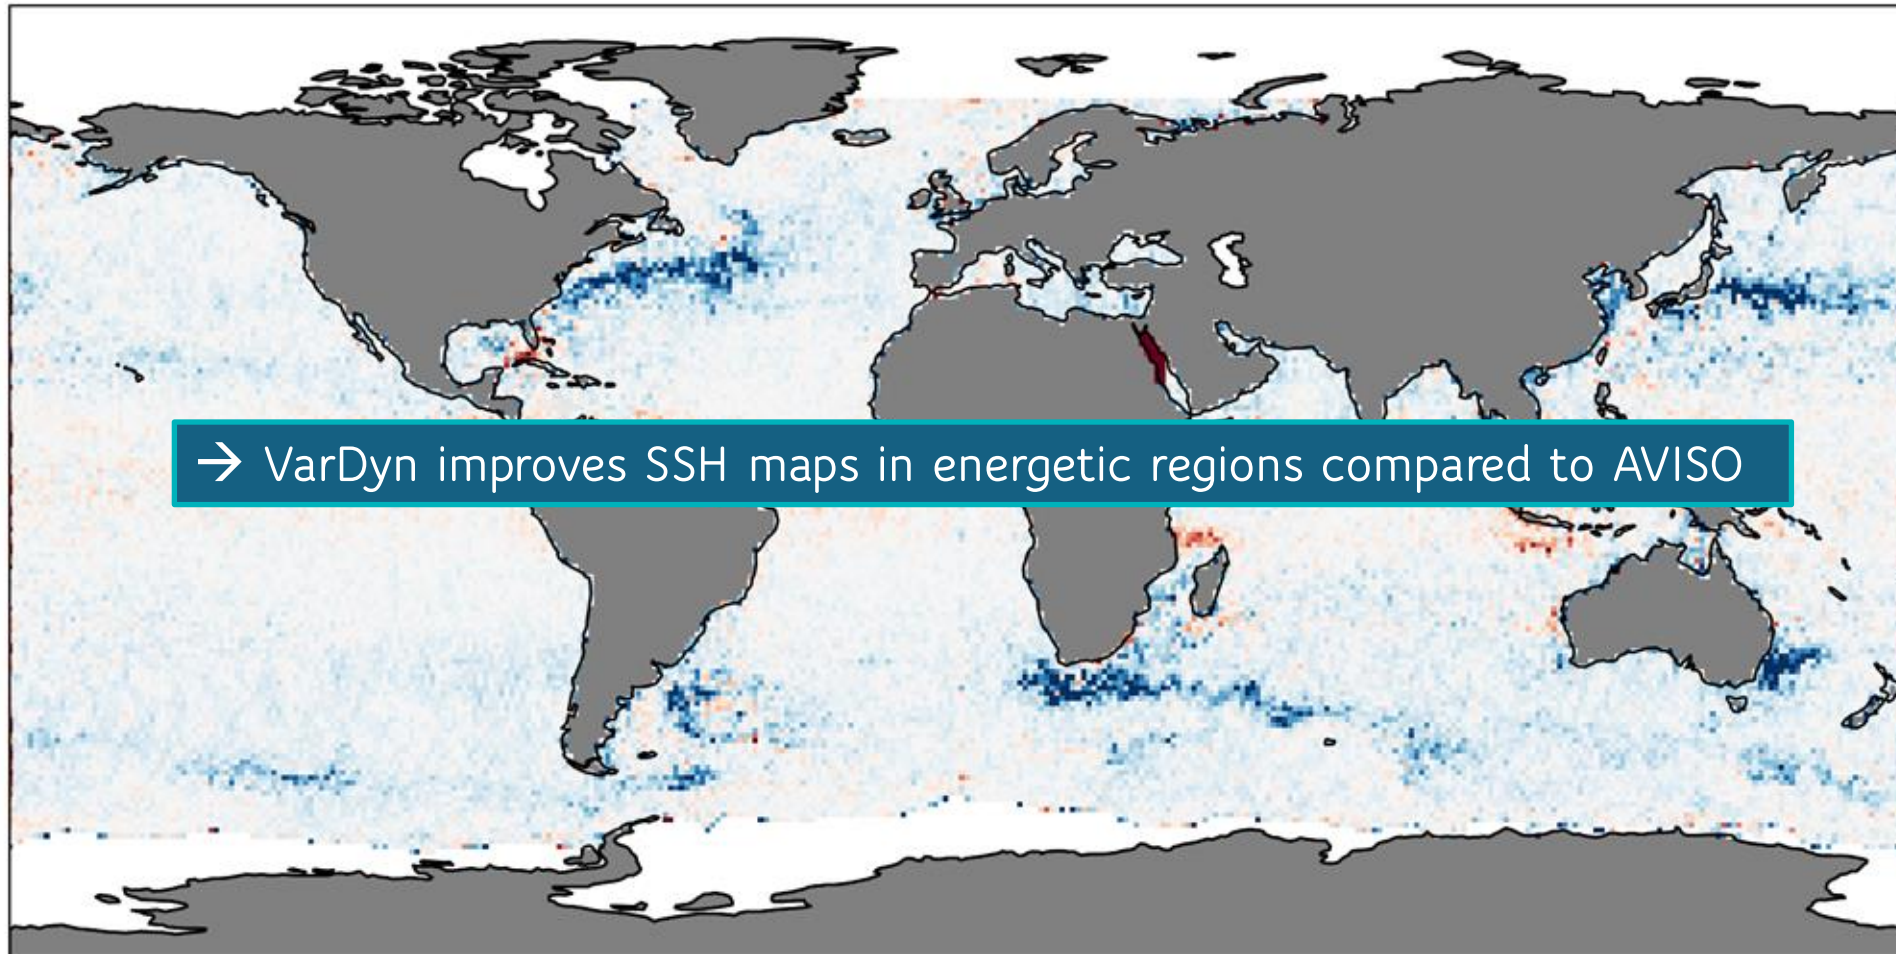 → VarDyn improves SSH maps in energetic regions compared to AVISO